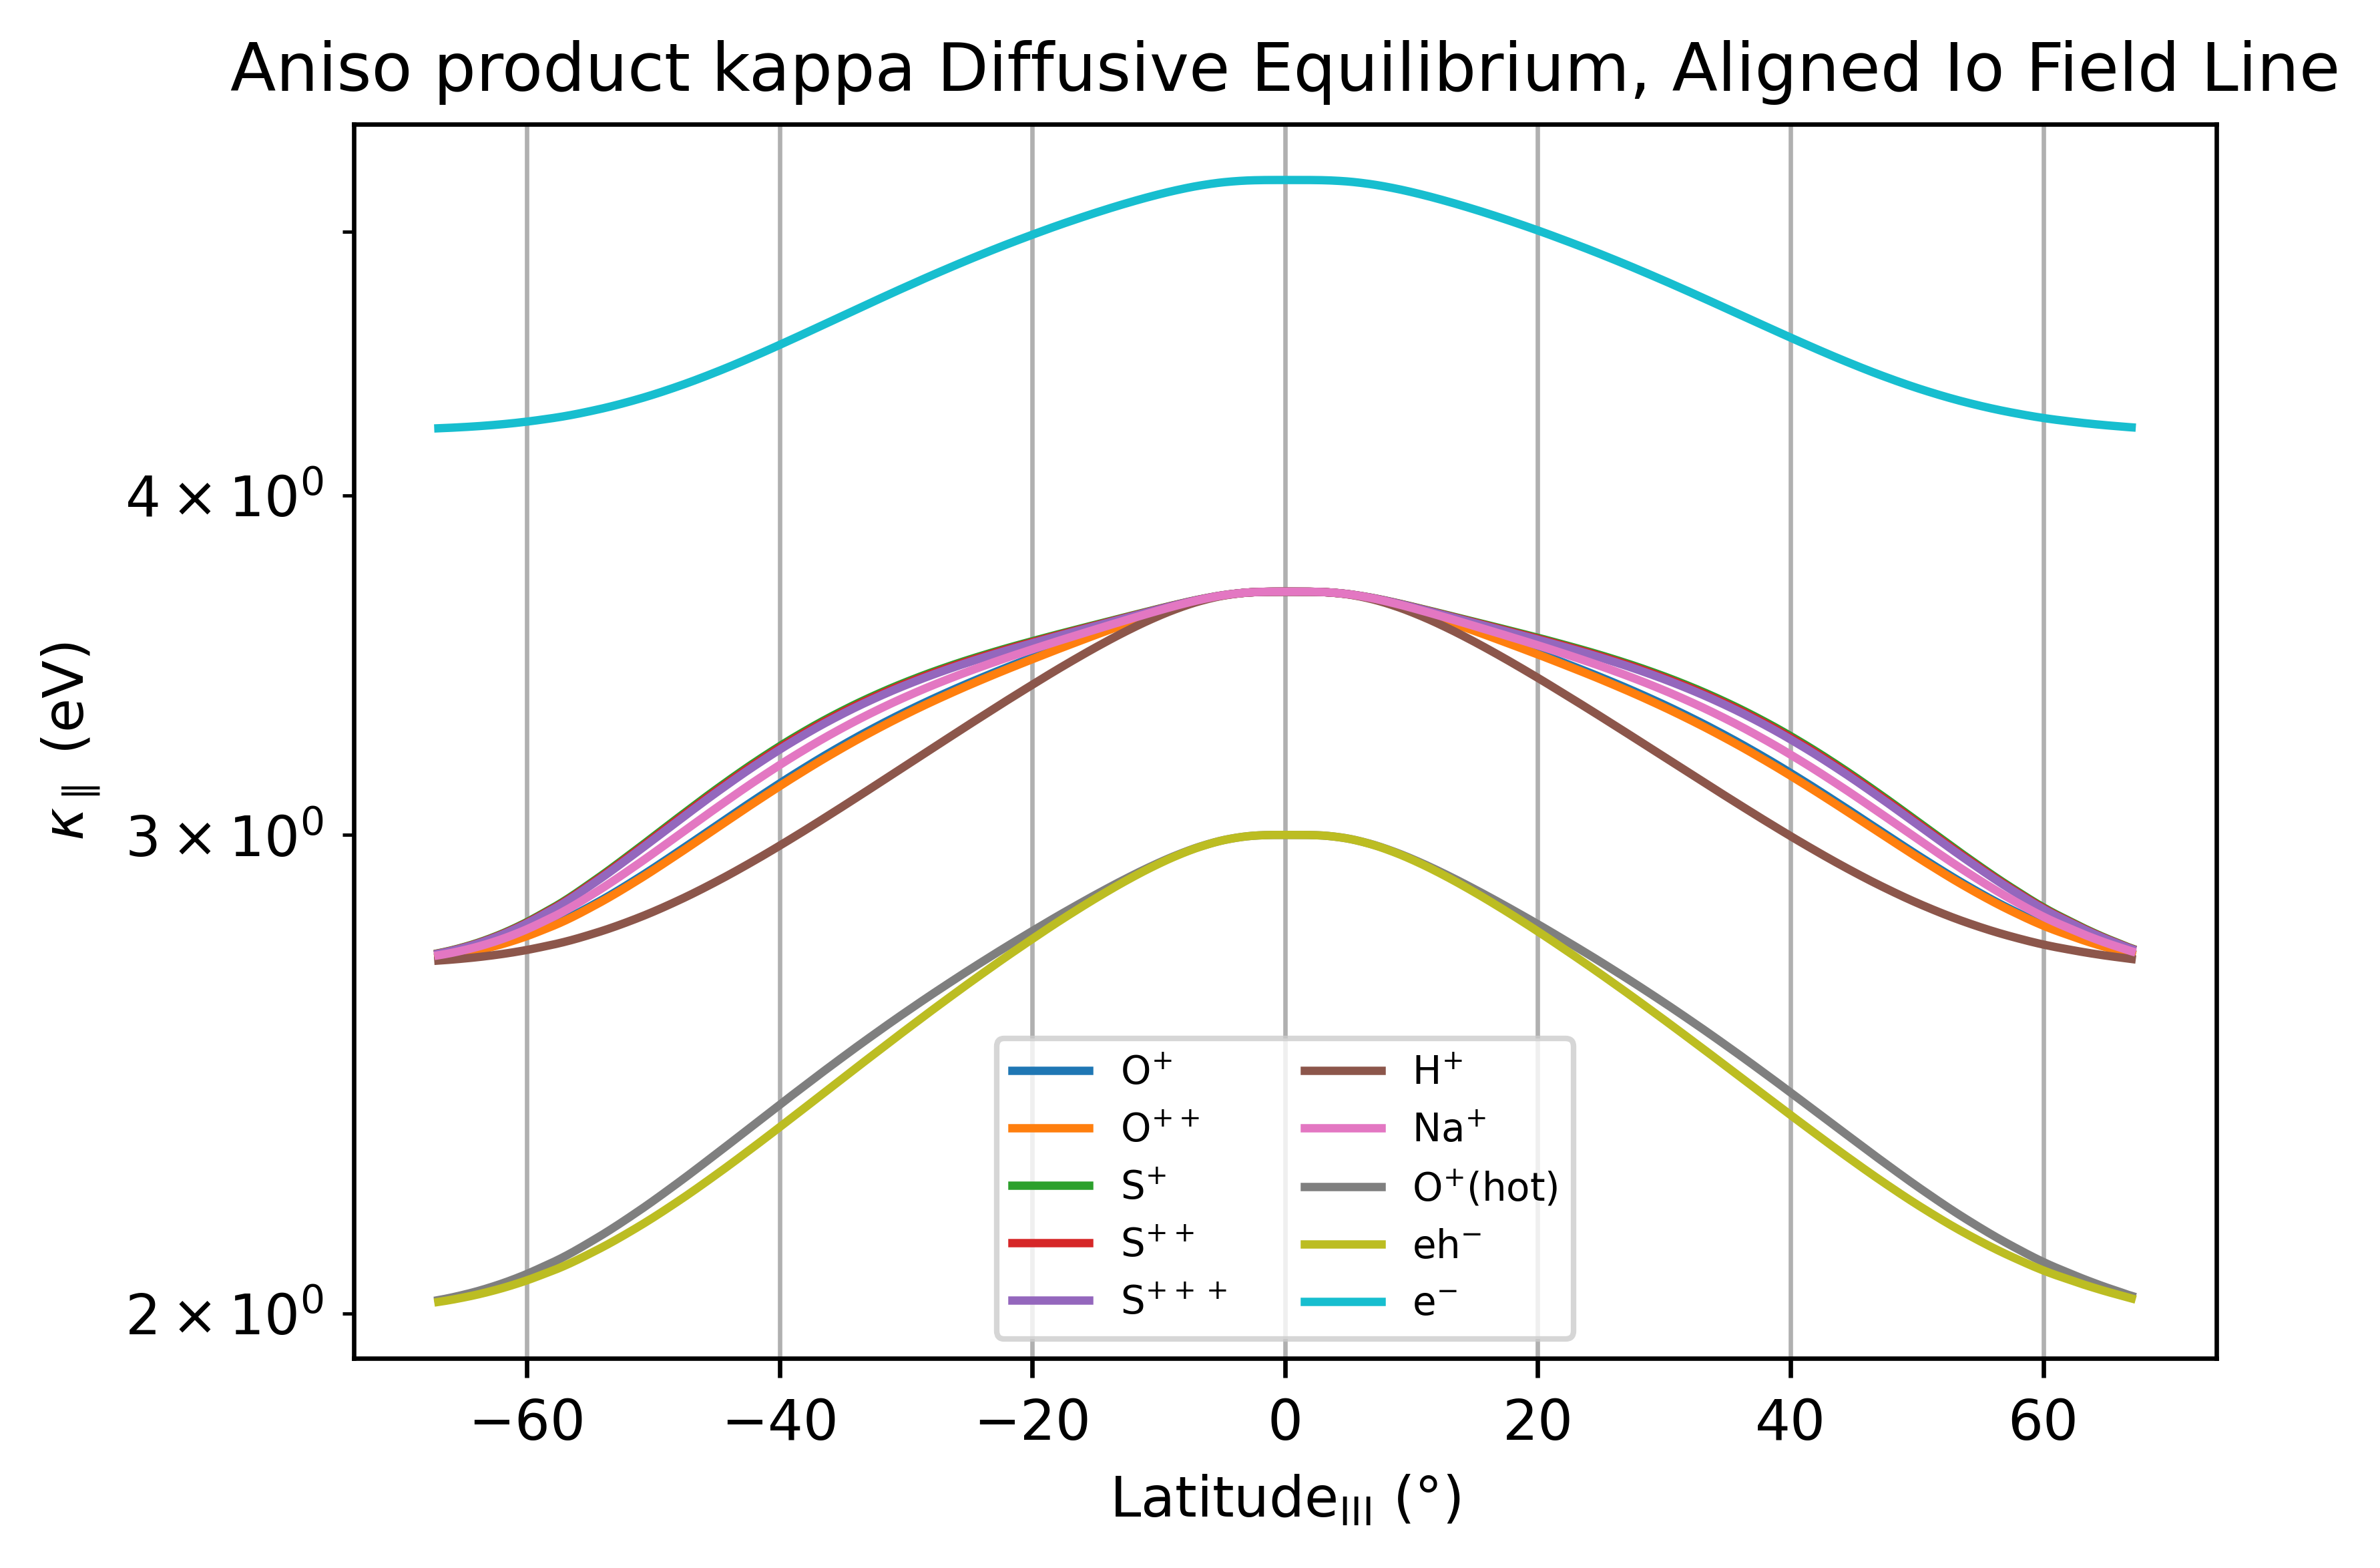 Aniso product kappa Diffusive Equilibrium, Aligned Io Field Line
κ∥ (eV)
4 × 10⁰
3 × 10⁰
2 × 10⁰
O⁺
O⁺⁺
S⁺
S⁺⁺
S⁺⁺⁺
H⁺
Na⁺
O⁺(hot)
eh⁻
e⁻
−60 −40 −20 0 20 40 60
Latitude_III (°)